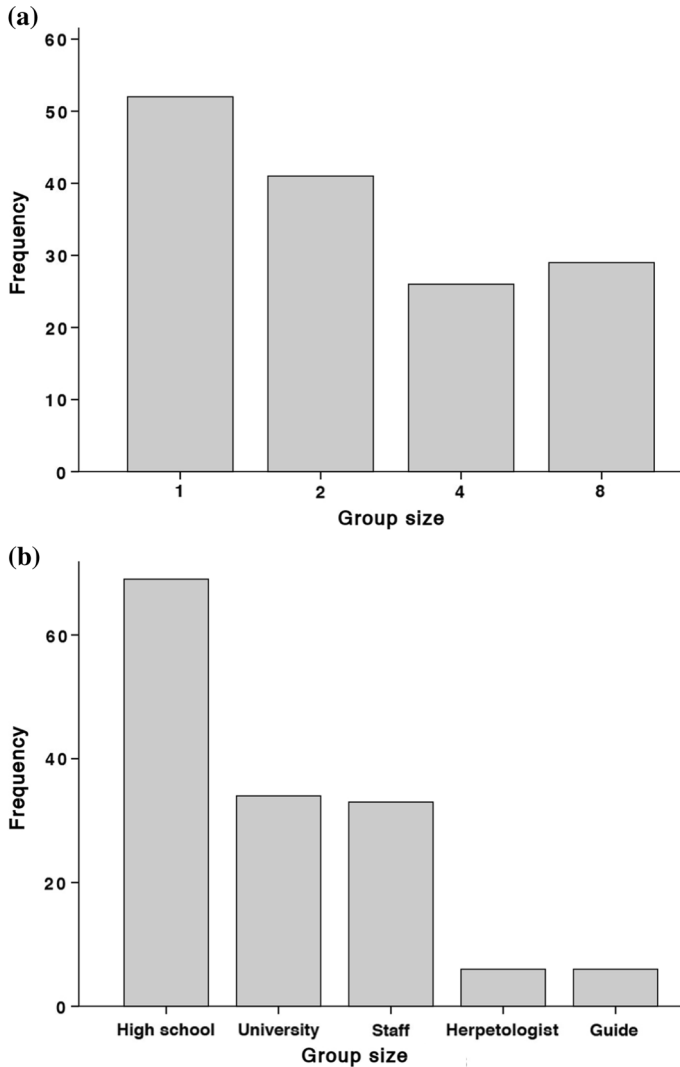 (a)
60
50
40
30
20
10
0
Frequency
1 2 4 8
Group size
(b)
60
40
20
0
Frequency
High school University Staff Herpetologist Guide
Group size